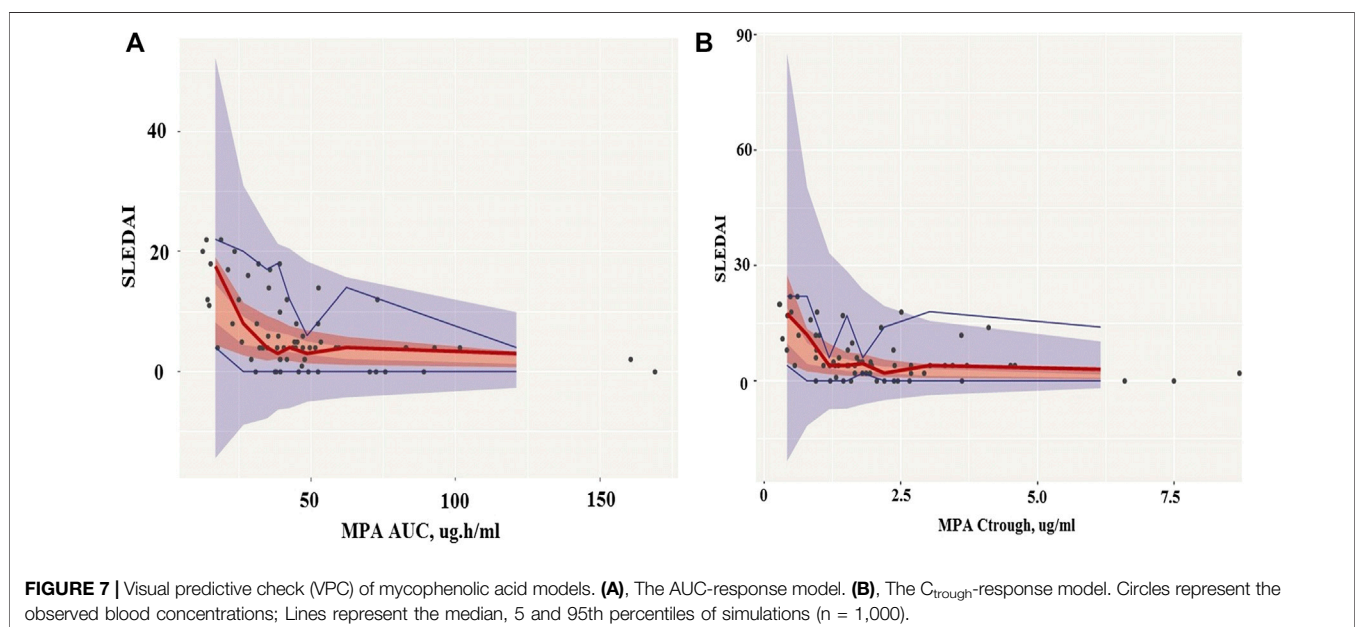 A
B
40
20
0
SLEDAI
50
100
150
MPA AUC, ug.h/ml
90
60
30
0
SLEDAI
0
2.5
5.0
7.5
MPA Ctrough, ug/ml
FIGURE 7 | Visual predictive check (VPC) of mycophenolic acid models. (A), The AUC-response model. (B), The Ctrough-response model. Circles represent the
observed blood concentrations; Lines represent the median, 5 and 95th percentiles of simulations (n = 1,000).